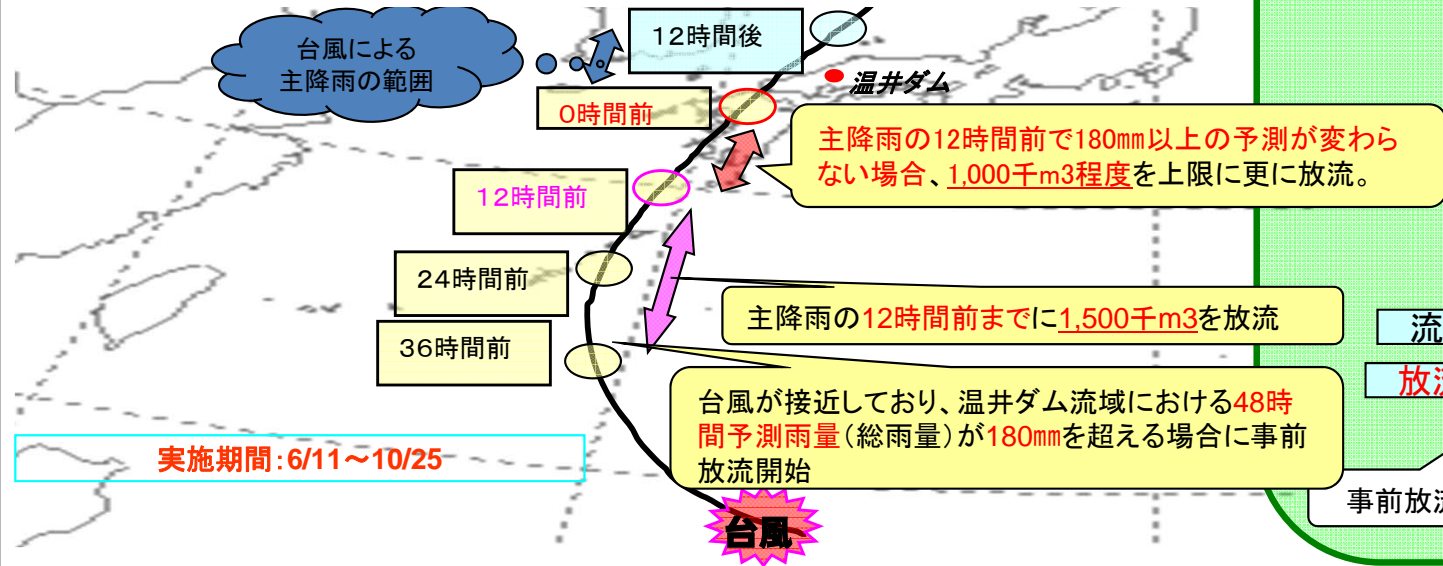 台風による
主降雨の範囲
12時間後
温井ダム
0時間前
主降雨の12時間前で180㎜以上の予測が変わら
ない場合、1,000千m3程度を上限に更に放流。
12時間前
24時間前
主降雨の12時間前までに1,500千m3を放流
流
36時間前
放流
台風が接近しており、温井ダム流域における48時
間予測雨量(総雨量)が180㎜を超える場合に事前
放流開始
実施期間:6/11～10/25
事前放流
台風